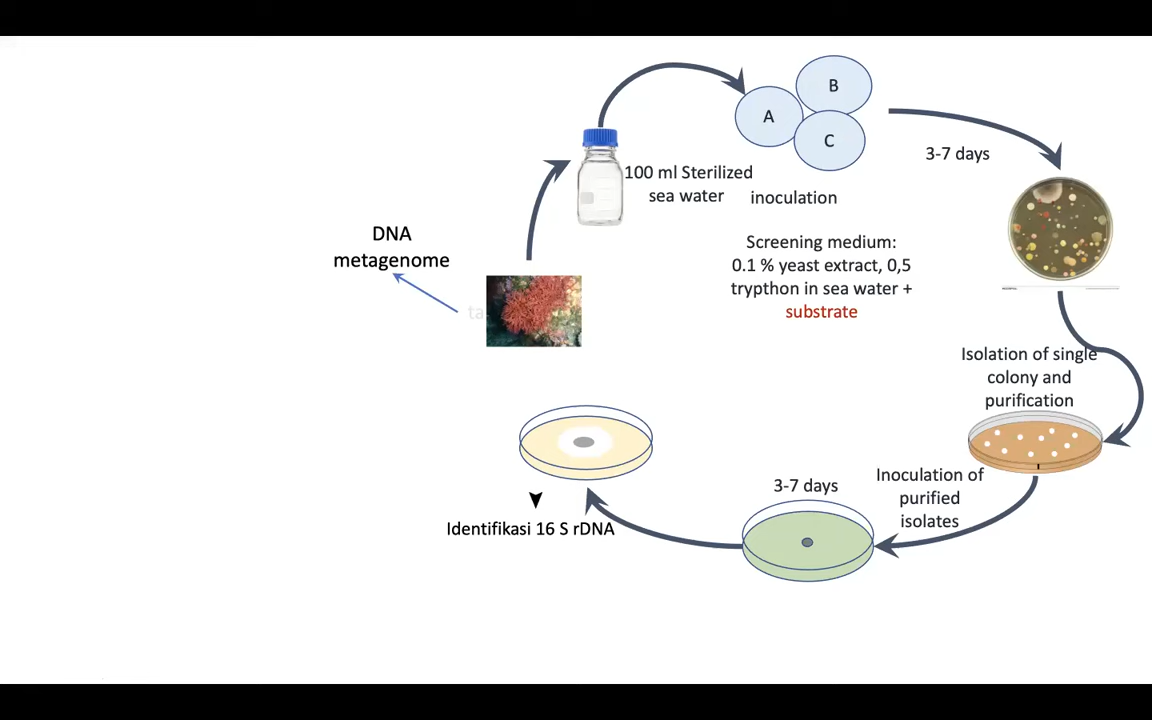 DNA
metagenome
100 ml Sterilized
sea water
A
B
C
inoculation
Screening medium:
0.1 % yeast extract, 0,5
trypthon in sea water +
substrate
3-7 days
Isolation of single
colony and
purification
Inoculation of
purified
isolates
3-7 days
Identifikasi 16 S rDNA